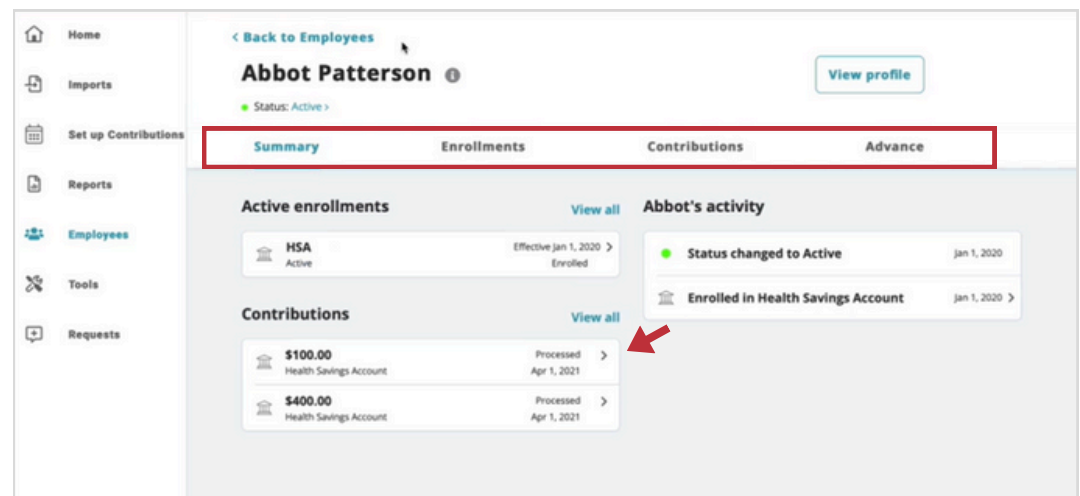 Home
Imports
Set up Contributions
Reports
Employees
Tools
Requests
< Back to Employees
Abbot Patterson
View profile
Status: Active >
Summary Enrollments Contributions Advance
Active enrollments View all
HSA Effective Jan 1, 2020 >
Active Enrolled
Contributions View all
$100.00 Processed >
Health Savings Account Apr 1, 2021
$400.00 Processed >
Health Savings Account Apr 1, 2021
Abbot's activity
Status changed to Active Jan 1, 2020
Enrolled in Health Savings Account Jan 1, 2020 >